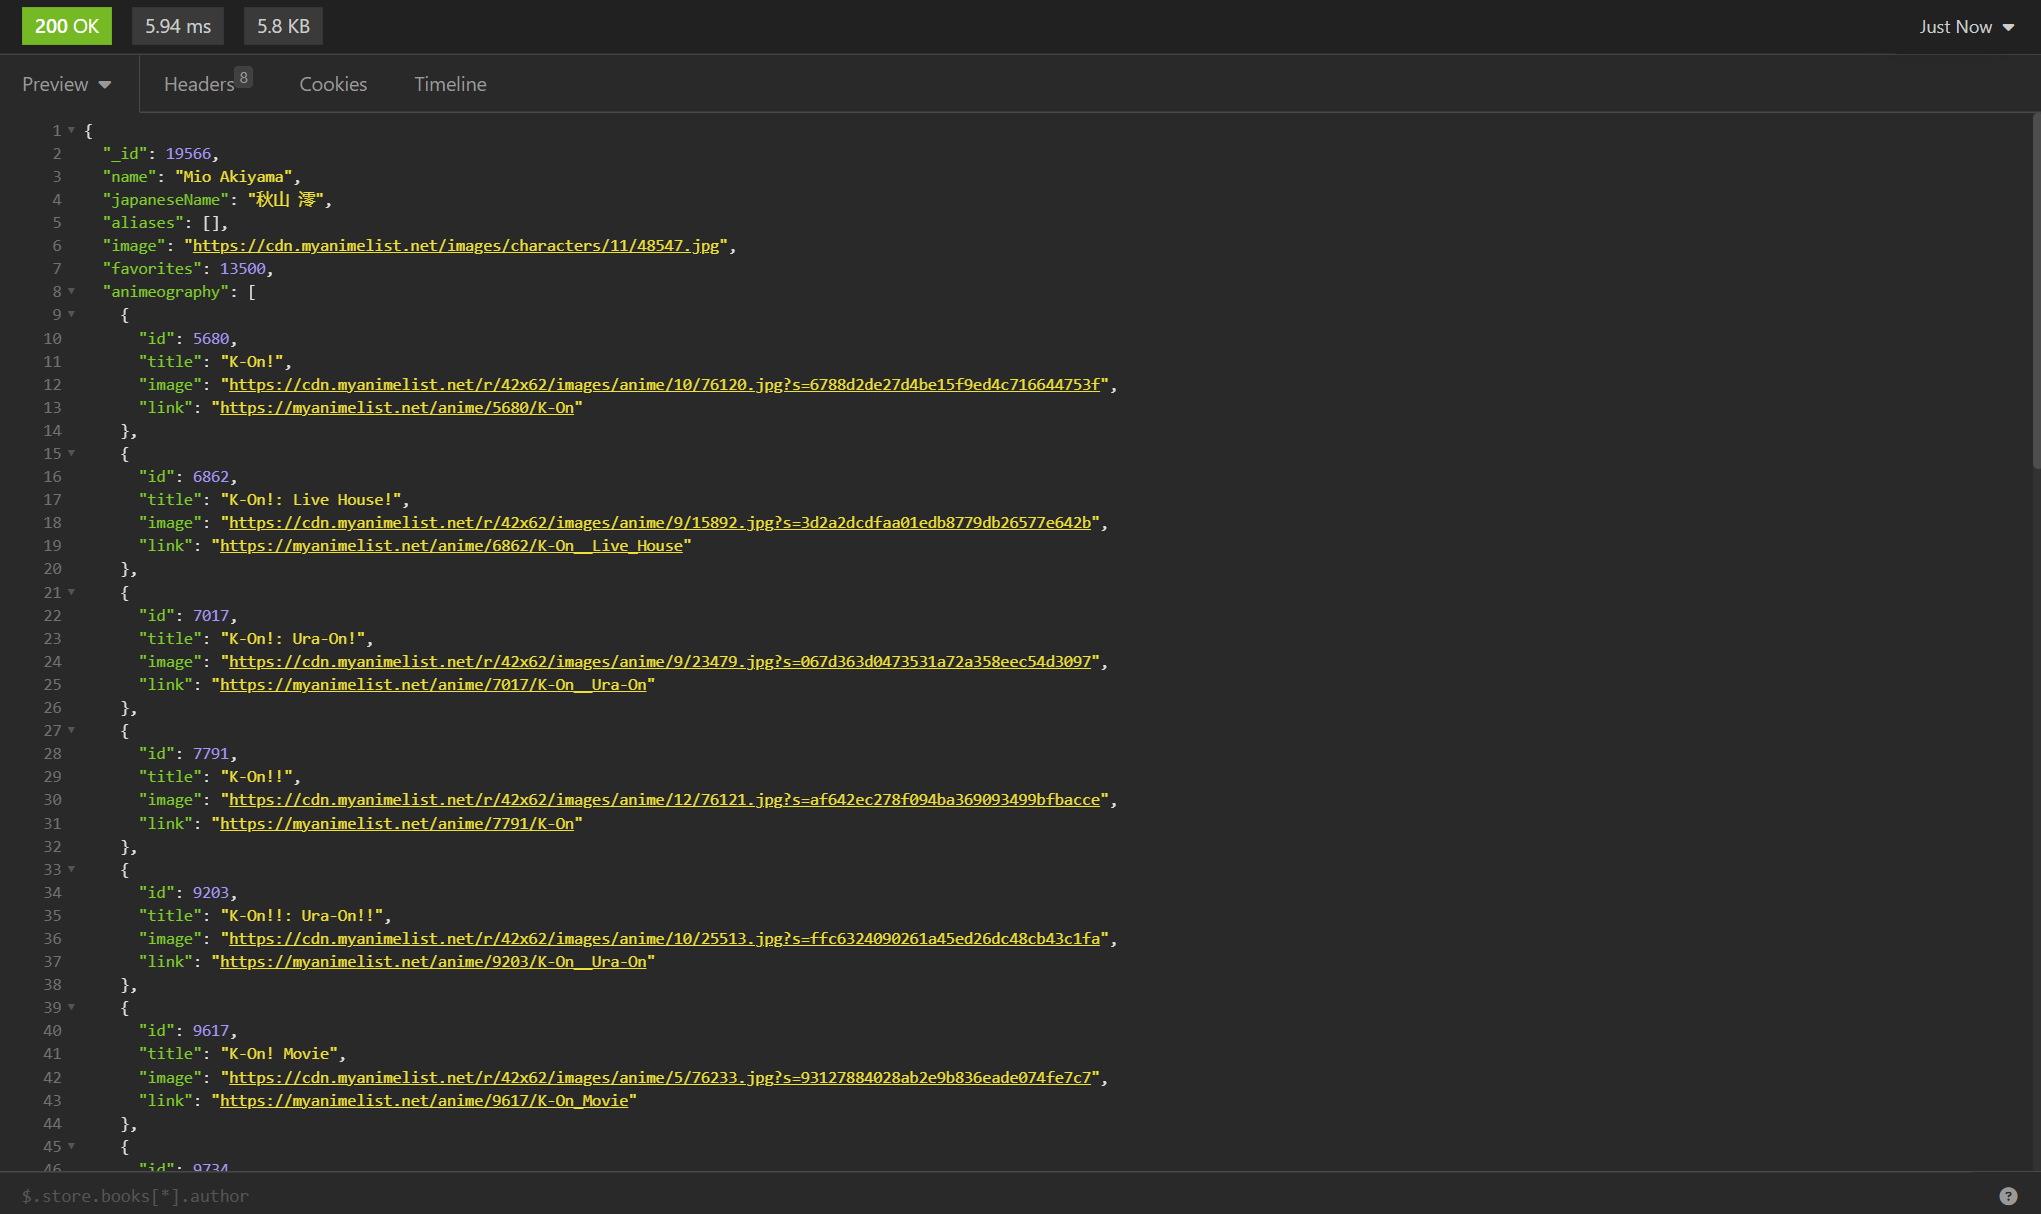 200 OK 5.94 ms 5.8 KB Just Now
Preview Headers 8 Cookies Timeline
1 {
2 "_id": 19566,
3 "name": "Mio Akiyama",
4 "japaneseName": "秋山 澪",
5 "aliases": [],
6 "image": "https://cdn.myanimelist.net/images/characters/11/48547.jpg",
7 "favorites": 13500,
8 "animeography": [
9 {
10 "id": 5680,
11 "title": "K-On!",
12 "image": "https://cdn.myanimelist.net/r/42x62/images/anime/10/76120.jpg?s=6788d2de27d4be15f9ed4c716644753f",
13 "link": "https://myanimelist.net/anime/5680/K-On"
14 },
15 {
16 "id": 6862,
17 "title": "K-On!: Live House!",
18 "image": "https://cdn.myanimelist.net/r/42x62/images/anime/9/15892.jpg?s=3d2a2dcdfaa01edb8779db26577e642b",
19 "link": "https://myanimelist.net/anime/6862/K-On__Live_House"
20 },
21 {
22 "id": 7017,
23 "title": "K-On!: Ura-On!",
24 "image": "https://cdn.myanimelist.net/r/42x62/images/anime/9/23479.jpg?s=067d363d0473531a72a358eec54d3097",
25 "link": "https://myanimelist.net/anime/7017/K-On__Ura-On"
26 },
27 {
28 "id": 7791,
29 "title": "K-On!!",
30 "image": "https://cdn.myanimelist.net/r/42x62/images/anime/12/76121.jpg?s=af642ec278f094ba369093499bfbacce",
31 "link": "https://myanimelist.net/anime/7791/K-On"
32 },
33 {
34 "id": 9203,
35 "title": "K-On!!: Ura-On!!",
36 "image": "https://cdn.myanimelist.net/r/42x62/images/anime/10/25513.jpg?s=ffc6324090261a45ed26dc48cb43c1fa",
37 "link": "https://myanimelist.net/anime/9203/K-On__Ura-On"
38 },
39 {
40 "id": 9617,
41 "title": "K-On! Movie",
42 "image": "https://cdn.myanimelist.net/r/42x62/images/anime/5/76233.jpg?s=93127884028ab2e9b836eade074fe7c7",
43 "link": "https://myanimelist.net/anime/9617/K-On_Movie"
44 },
45 {
46 "id": 9734
$.store.books[*].author ?